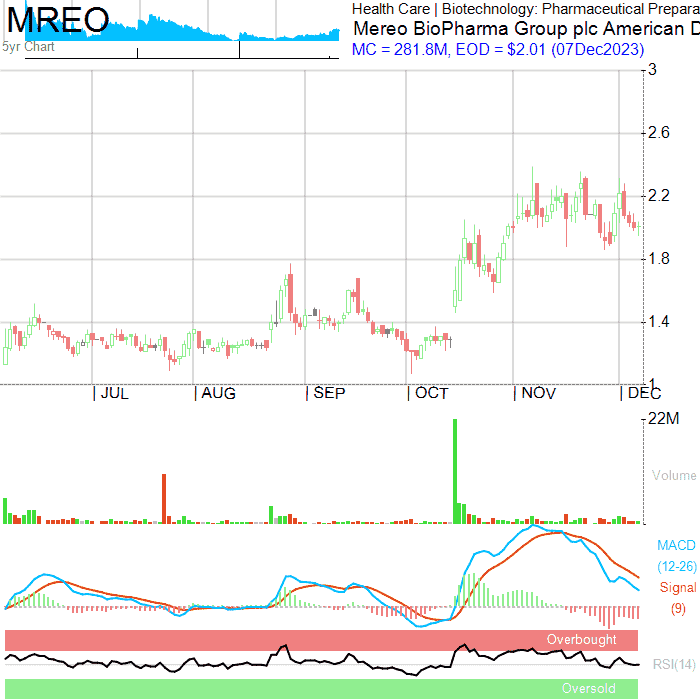 MREO
5yr Chart
Health Care | Biotechnology: Pharmaceutical Prepara
Mereo BioPharma Group plc American D
MC = 281.8M, EOD = $2.01 (07Dec2023)
3
2.6
2.2
2
1.8
1.4
1
JUL
AUG
SEP
OCT
NOV
DEC
22M
Volume
MACD
(12-26)
Signal
(9)
Overbought
RSI(14)
Oversold